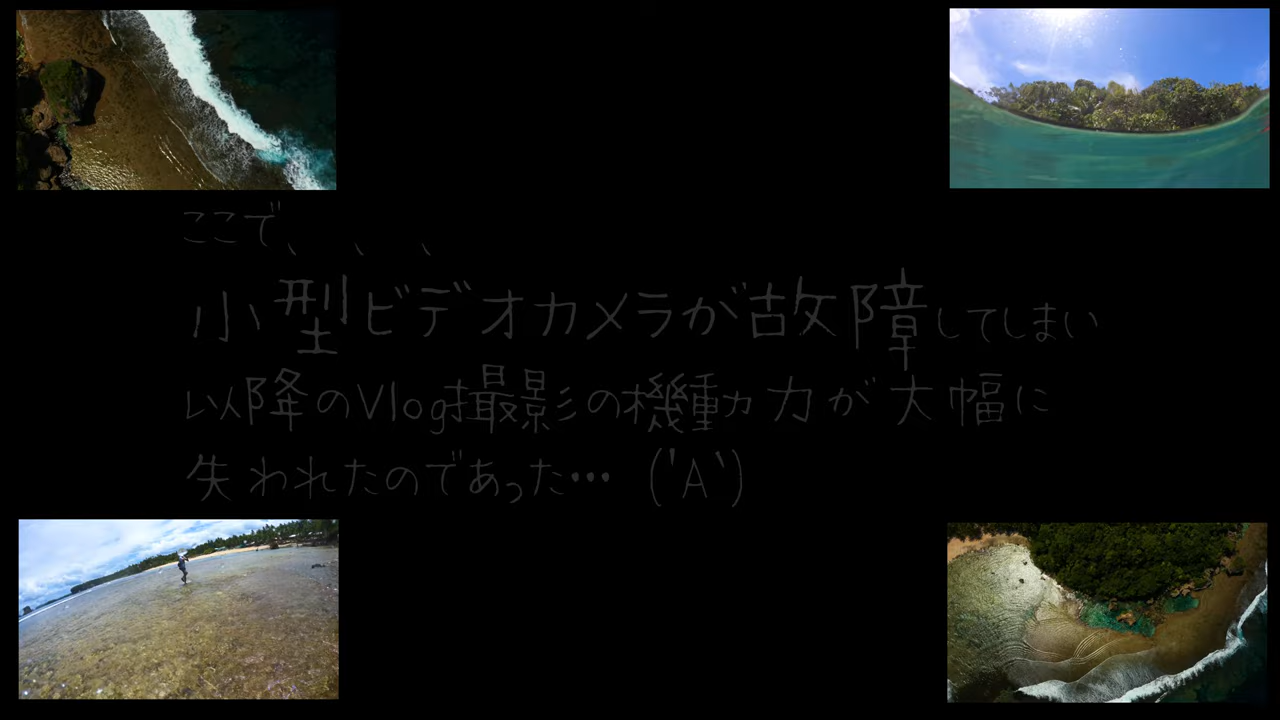 ここで、、、
小型ビデオカメラが故障してしまい
以降のVlog撮影の機動力が大幅に
失われたのであった… ('A`)